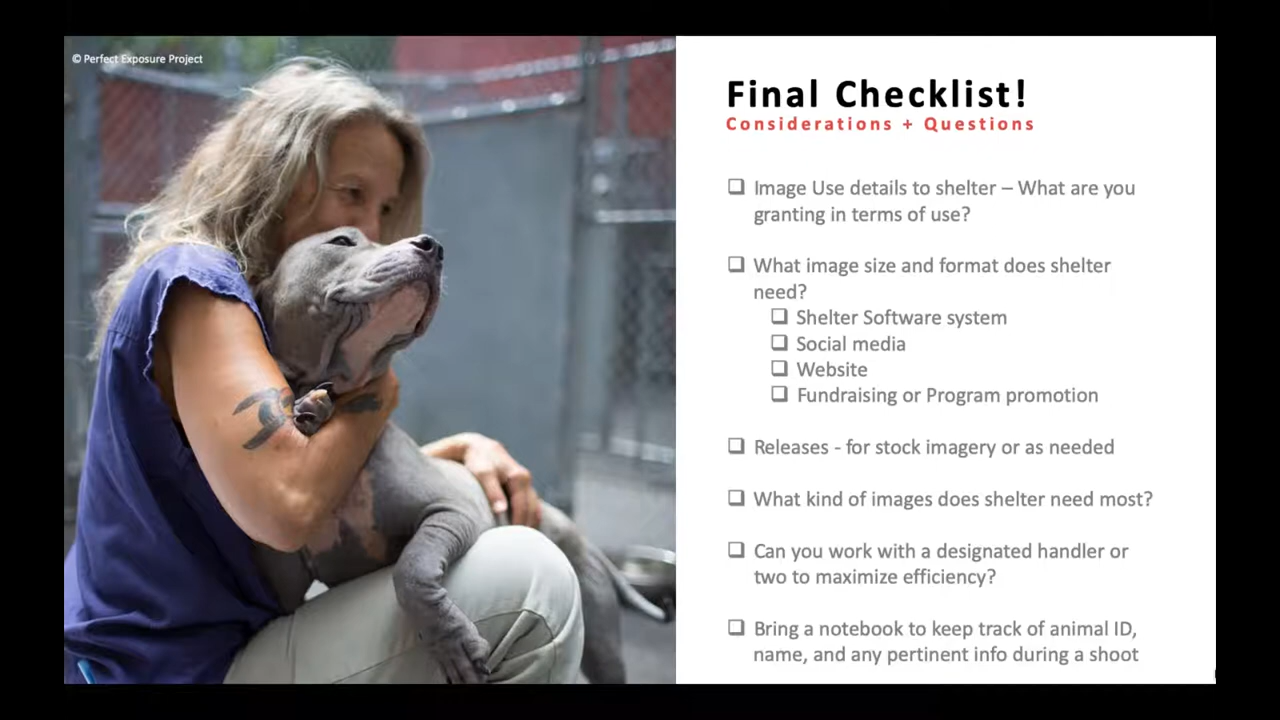 © Perfect Exposure Project
Final Checklist!
Considerations + Questions
❑ Image Use details to shelter – What are you
granting in terms of use?
❑ What image size and format does shelter
need?
❑ Shelter Software system
❑ Social media
❑ Website
❑ Fundraising or Program promotion
❑ Releases - for stock imagery or as needed
❑ What kind of images does shelter need most?
❑ Can you work with a designated handler or
two to maximize efficiency?
❑ Bring a notebook to keep track of animal ID,
name, and any pertinent info during a shoot